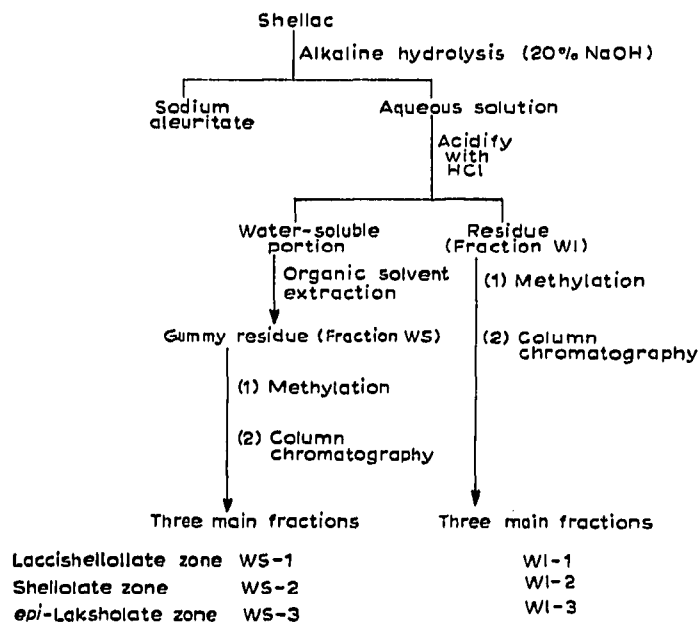 Shellac
Alkaline hydrolysis (20% NaOH)
Sodium
aleuritate
Aqueous solution
Acidify
with
HCl
Water-soluble
portion
Residue
(Fraction WI)
Organic solvent
extraction
(1) Methylation
Gummy residue (Fraction WS)
(2) Column
chromatography
(1) Methylation
(2) Column
chromatography
Three main fractions
Three main fractions
Laccishellollate zone WS-1
WI-1
Shellolate zone WS-2
WI-2
epi-Laksholate zone WS-3
WI-3